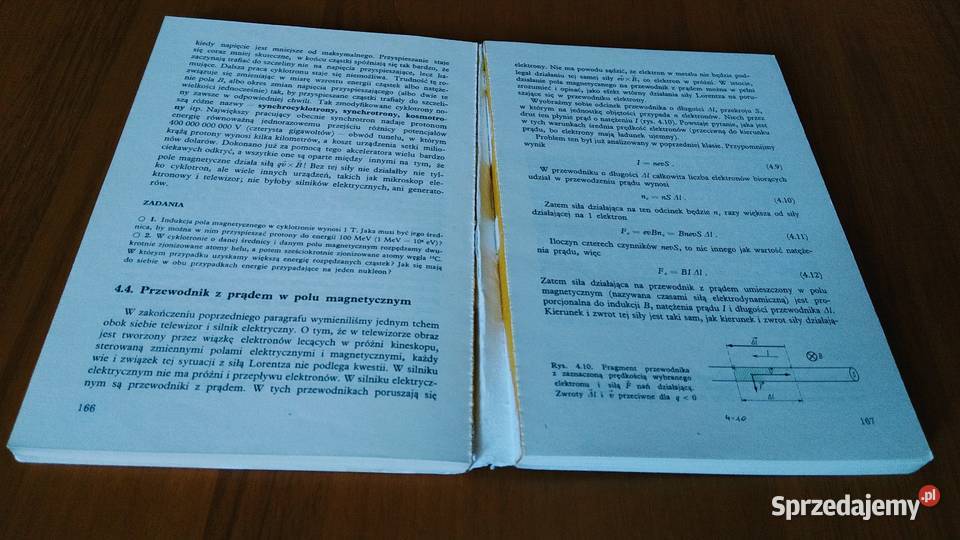 kiedy napięcie jest mniejsze od maksymalnego. Przyspieszanie staje
się coraz mniej skuteczne, w końcu cząstki spóźniają się tak bardzo, że
zaczynają trafiać do szczeliny nie na napięcia przyspieszające, lecz ha-
mujące. Dalsza praca cyklotronu staje się niemożliwa. Trudność tę ro-
związuje się zmieniając w miarę wzrostu energii cząstek albo natęże-
nie pola B, albo okres zmian napięcia przyspieszającego (albo dwie te
wielkości jednocześnie) tak, by przyspieszane cząstki trafiały do szczeli-
ny zawsze w odpowiedniej chwili. Tak zmodyfikowane cyklotrony no-
szą różne nazwy – synchrocyklotrony, synchrotrony, kosmotro-
ny itp. Największy pracujący obecnie synchrotron nadaje protonom
energię równoważną jednorazowemu przejściu różnicy potencjałów
400 000 000 000 V (czterysta gigawoltów) – obwód tunelu, w którym
krążą protony wynosi kilka kilometrów, a koszt urządzenia setki milio-
nów dolarów. Dokonano już za pomocą tego akceleratora wielu bardzo
ciekawych odkryć, a wszystkie one są oparte między innymi na tym, że
pole magnetyczne działa siłą qv⃗ × B⃗! Bez tej siły nie działałby nie tyl-
ko cyklotron, ale wiele innych urządzeń, takich jak mikroskop ele-
ktronowy i telewizor; nie byłoby silników elektrycznych, ani generato-
rów.
ZADANIA
○ 1. Indukcja pola magnetycznego w cyklotronie wynosi 1 T. Jaka musi być jego śred-
nica, by można w nim przyspieszać protony do energii 100 MeV (1 MeV = 10⁶ eV)?
○ 2. W cyklotronie o danej średnicy i danym polu magnetycznym rozpędzamy dwu-
krotnie zjonizowane atomy helu, a potem sześciokrotnie zjonizowane atomy węgla ¹²C.
W którym przypadku uzyskamy większą energię rozpędzanych cząstek? Jak się mają
do siebie w obu przypadkach energie przypadające na jeden nukleon?
4.4. Przewodnik z prądem w polu magnetycznym
W zakończeniu poprzedniego paragrafu wymieniliśmy jednym tchem
obok siebie telewizor i silnik elektryczny. O tym, że w telewizorze obraz
jest tworzony przez wiązkę elektronów lecących w próżni kineskopu,
sterowaną zmiennymi polami elektrycznymi i magnetycznymi, każdy
wie i związek tej sytuacji z siłą Lorentza nie podlega kwestii. W silniku
elektrycznym nie ma próżni i przepływu elektronów. W silniku elektrycz-
nym są przewodniki z prądem. W tych przewodnikach poruszają się
166
elektrony. Nie ma powodu sądzić, że elektron w metalu nie będzie pod-
legał działaniu tej samej siły ev⃗ × B⃗, co elektron w próżni. W istocie,
działanie pola magnetycznego na przewodnik z prądem można w pełni
zrozumieć i opisać, jako efekt wtórny działania siły Lorentza na poru-
szające się w przewodniku elektrony.
Wyobraźmy sobie odcinek przewodnika o długości Δl, przekroju S,
w którym na jednostkę objętości przypada n elektronów. Niech przez
drut ten płynie prąd o natężeniu I (rys. 4.10). Powstaje pytanie, jaka jest
w tych warunkach średnia prędkość elektronów (przeciwna do kierunku
prądu, bo elektrony mają ładunek ujemny).
Problem ten był już analizowany w poprzedniej klasie. Przypomnijmy
wynik
I = nevS . (4.9)
W przewodniku o długości Δl całkowita liczba elektronów biorących
udział w przewodzeniu prądu wynosi
nₑ = nS Δl . (4.10)
Zatem siła działająca na ten odcinek będzie nₑ razy większa od siły
działającej na 1 elektron
Fₑ = evBnₑ = BnevS Δl . (4.11)
Iloczyn czterech czynników nevS, to nic innego jak wartość natęże-
nia prądu, więc
Fₑ = BI Δl . (4.12)
Zatem siła działająca na przewodnik z prądem umieszczony w polu
magnetycznym (nazywana czasami siłą elektrodynamiczną) jest pro-
porcjonalna do indukcji B, natężenia prądu I i długości przewodnika Δl.
Kierunek i zwrot tej siły jest taki sam, jak kierunek i zwrot siły działają-
Rys. 4.10. Fragment przewodnika
z zaznaczoną prędkością wybranego
elektronu i siłą F⃗ nań działającą.
Zwroty Δ⃗l i v⃗ przeciwne dla q < 0
Δl
I
B
v
F
S
Δl
4-10
167
Sprzedajemy.pl